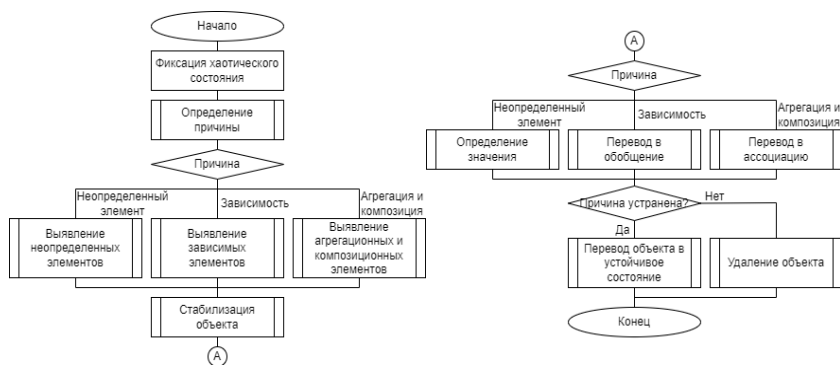 Начало
Фиксация хаотического
состояния
Определение
причины
Причина
Неопределенный
элемент
Зависимость
Агрегация и
композиция
Выявление
неопределенных
элементов
Выявление
зависимых
элементов
Выявление
агрегационных и
композиционных
элементов
Стабилизация
объекта
А
А
Причина
Неопределенный
элемент
Зависимость
Агрегация и
композиция
Определение
значения
Перевод в
обобщение
Перевод в
ассоциацию
Причина устранена?
Нет
Да
Перевод объекта в
устойчивое
состояние
Удаление объекта
Конец